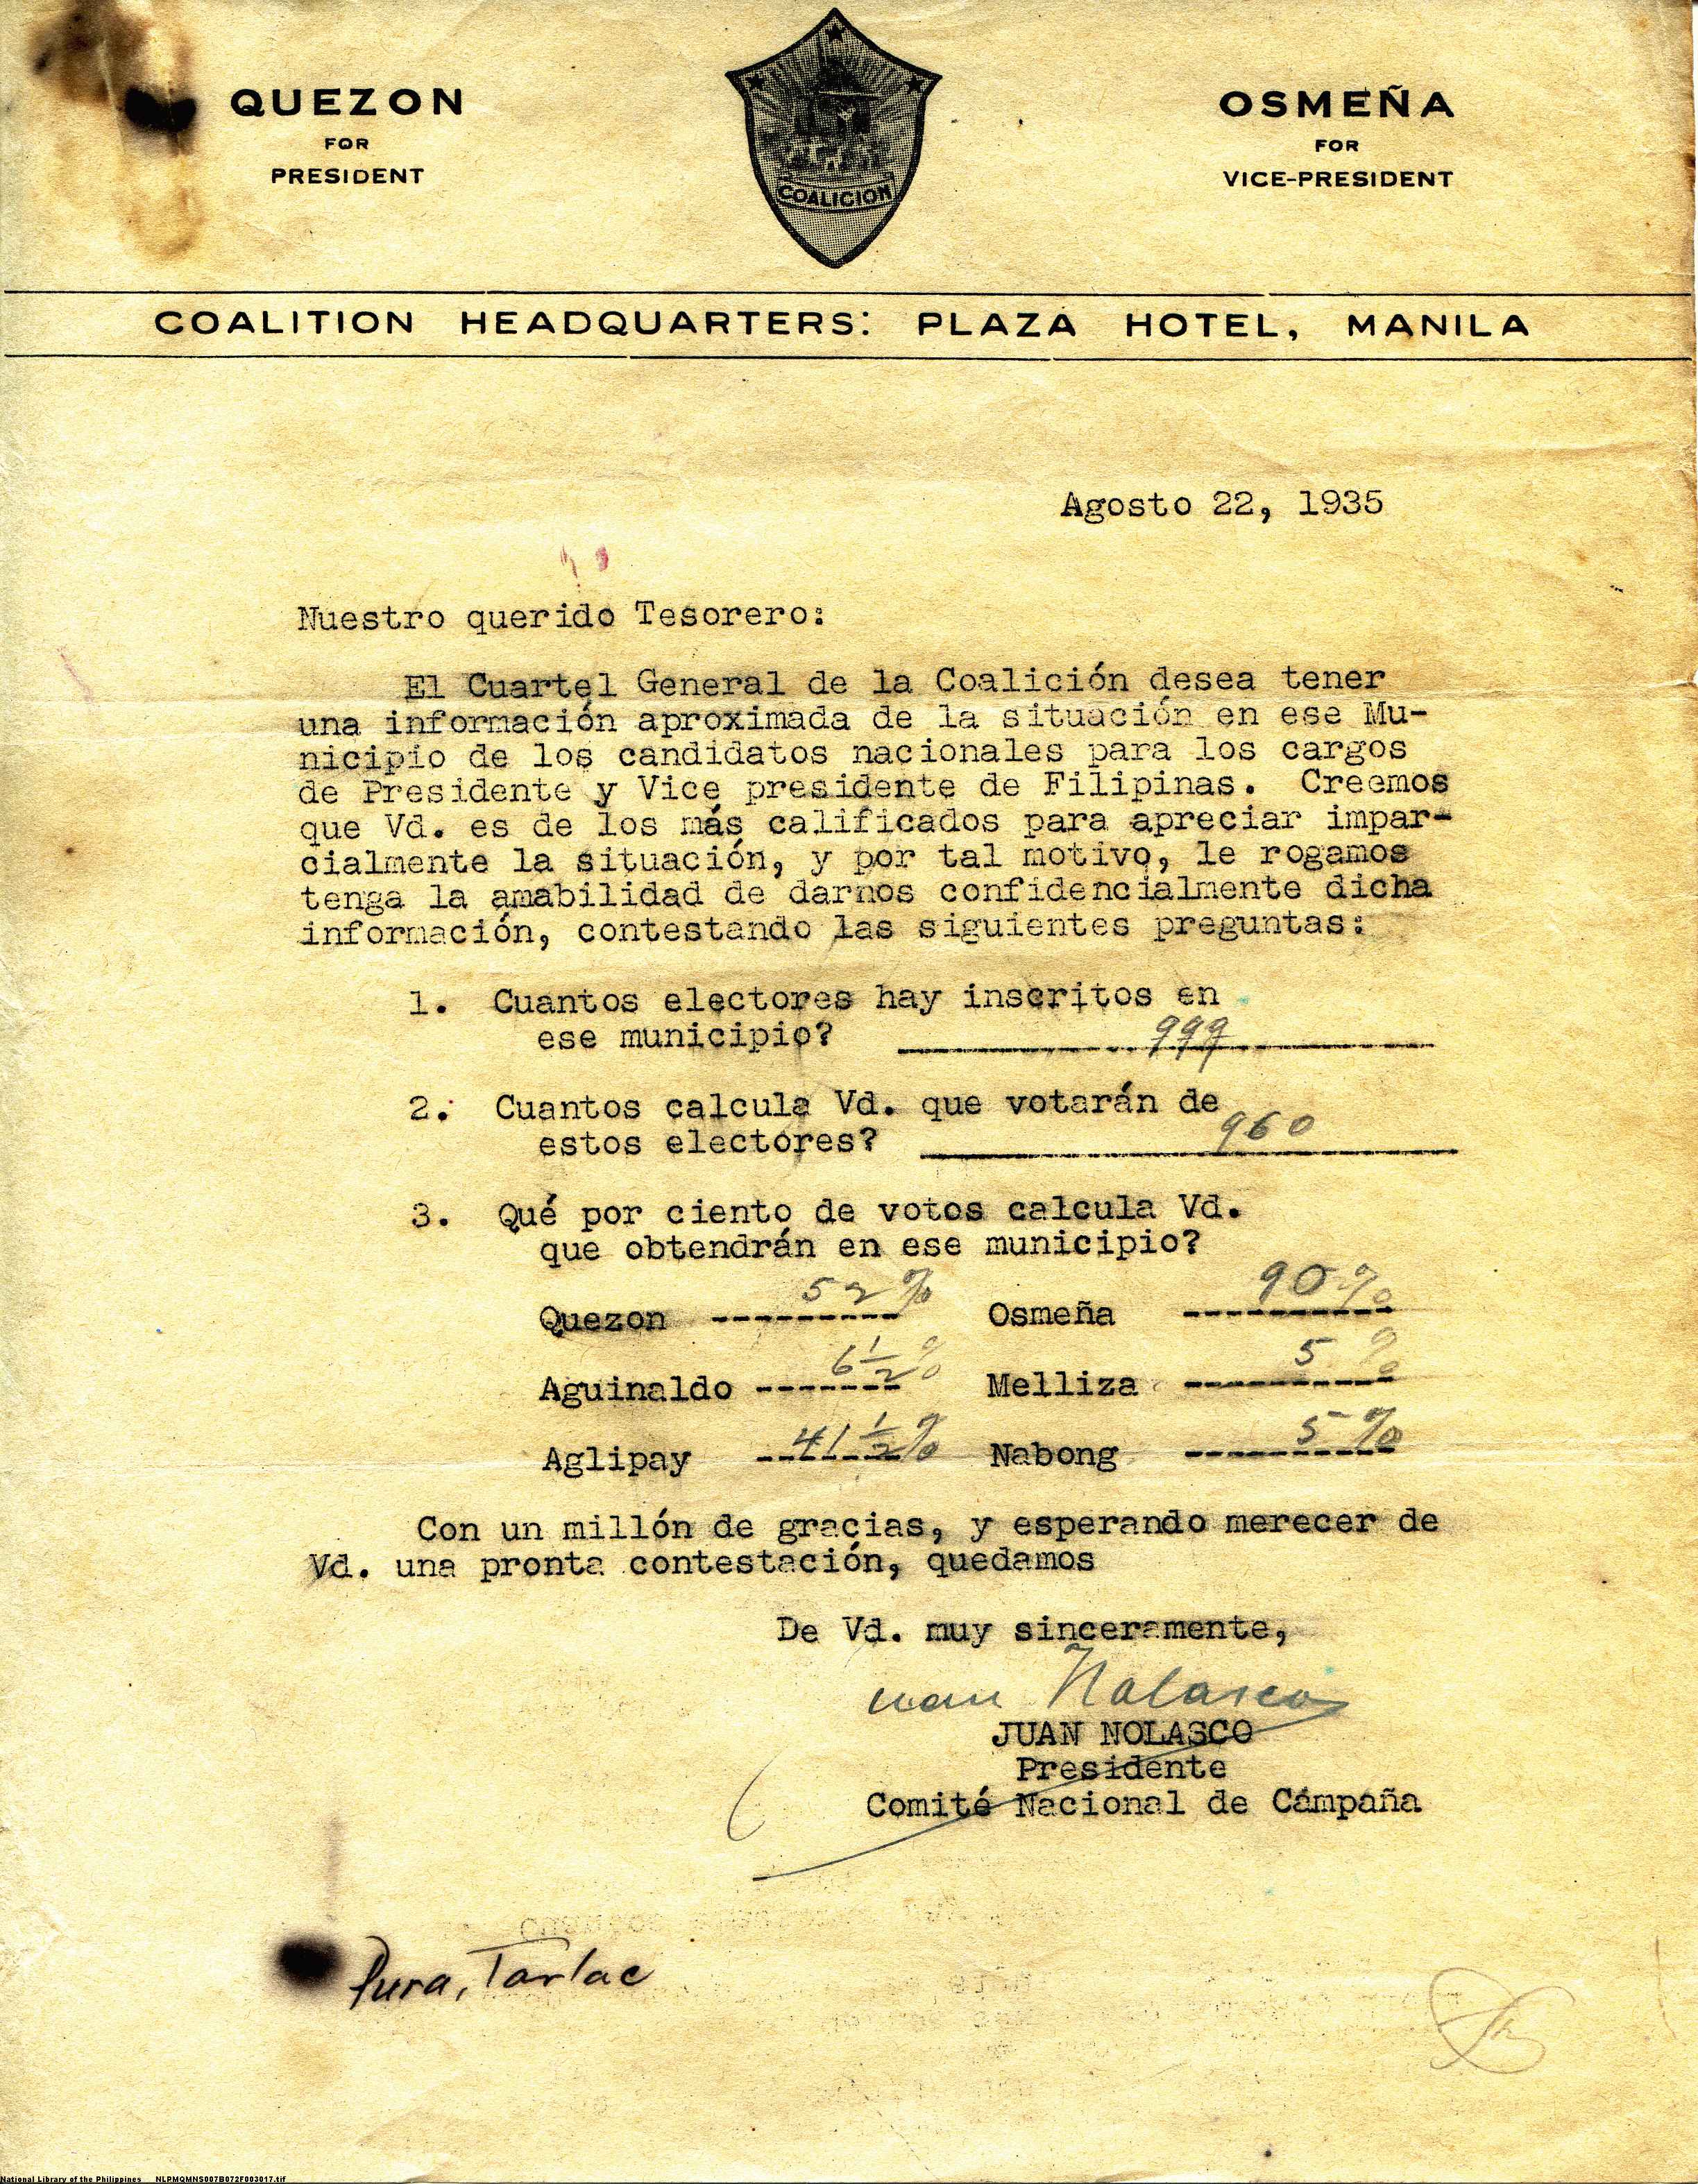 QUEZON
FOR
PRESIDENT
COALICION
OSMEÑA
FOR
VICE-PRESIDENT
COALITION HEADQUARTERS: PLAZA HOTEL, MANILA
Agosto 22, 1935
Nuestro querido Tesorero:
El Cuartel General de la Coalición desea tener
una información aproximada de la situación en ese Mu-
nicipio de los candidatos nacionales para los cargos
de Presidente y Vice presidente de Filipinas. Creemos
que Vd. es de los más calificados para apreciar impar-
cialmente la situación, y por tal motivo, le rogamos
tenga la amabilidad de darnos confidencialmente dicha
información, contestando las siguientes preguntas:
1. Cuantos electores hay inscritos en
ese municipio? 999
2. Cuantos calcula Vd. que votarán de
estos electores? 960
3. Qué por ciento de votos calcula Vd.
que obtendrán en ese municipio?
Quezon 52% Osmeña 90%
Aguinaldo 6½% Melliza 5%
Aglipay 41½% Nabong 5%
Con un millón de gracias, y esperando merecer de
Vd. una pronta contestación, quedamos
De Vd. muy sinceramente,
Juan Nolasco
JUAN NOLASCO
Presidente
Comité Nacional de Campaña
Pura, Tarlac
National Library of the Philippines NLPMQMNS007B072F003017.tif